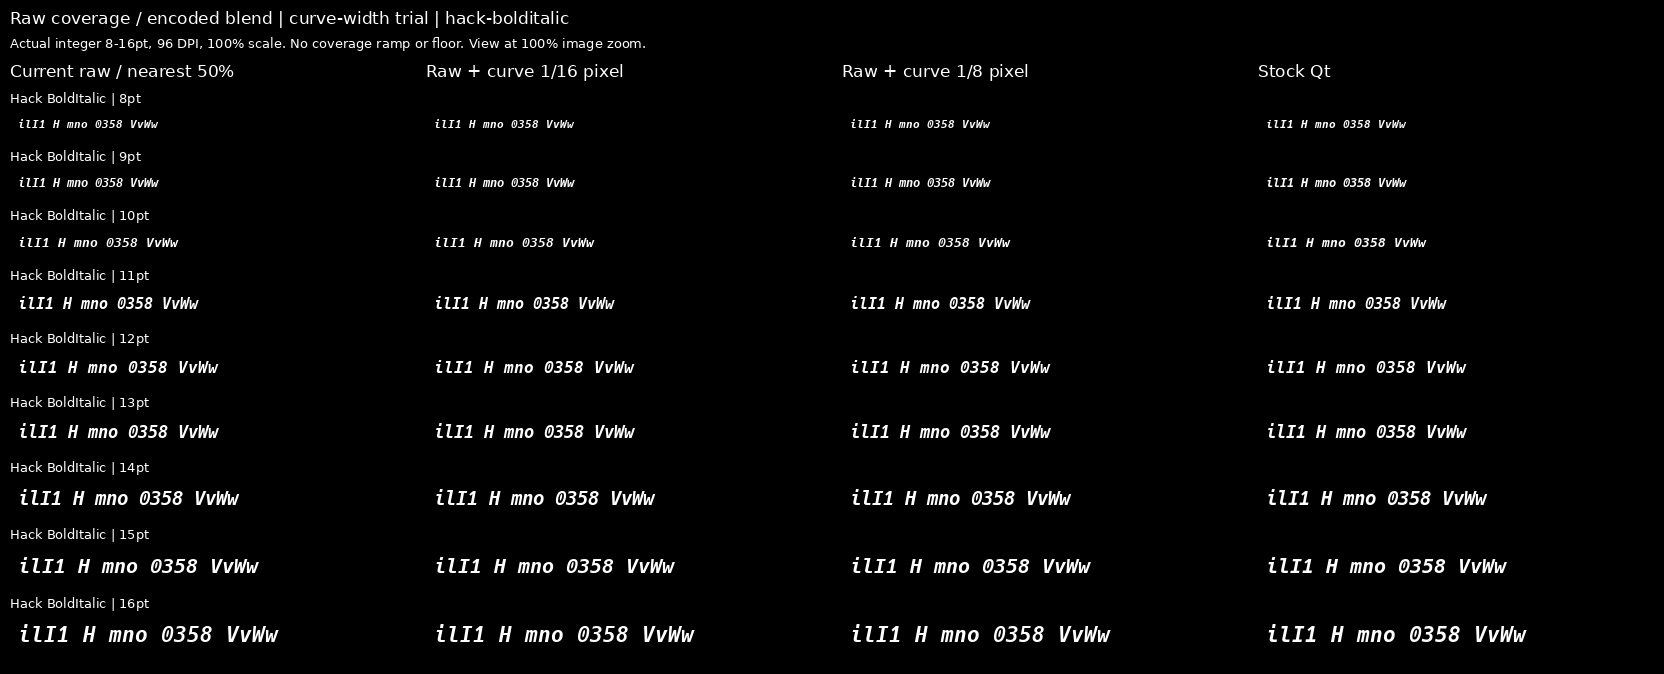 Raw coverage / encoded blend | curve-width trial | hack-bolditalic
Actual integer 8-16pt, 96 DPI, 100% scale. No coverage ramp or floor. View at 100% image zoom.
Current raw / nearest 50% Raw + curve 1/16 pixel Raw + curve 1/8 pixel Stock Qt
Hack BoldItalic | 8pt
ilI1 H mno 0358 VvWw ilI1 H mno 0358 VvWw ilI1 H mno 0358 VvWw ilI1 H mno 0358 VvWw
Hack BoldItalic | 9pt
ilI1 H mno 0358 VvWw ilI1 H mno 0358 VvWw ilI1 H mno 0358 VvWw ilI1 H mno 0358 VvWw
Hack BoldItalic | 10pt
ilI1 H mno 0358 VvWw ilI1 H mno 0358 VvWw ilI1 H mno 0358 VvWw ilI1 H mno 0358 VvWw
Hack BoldItalic | 11pt
ilI1 H mno 0358 VvWw ilI1 H mno 0358 VvWw ilI1 H mno 0358 VvWw ilI1 H mno 0358 VvWw
Hack BoldItalic | 12pt
ilI1 H mno 0358 VvWw ilI1 H mno 0358 VvWw ilI1 H mno 0358 VvWw ilI1 H mno 0358 VvWw
Hack BoldItalic | 13pt
ilI1 H mno 0358 VvWw ilI1 H mno 0358 VvWw ilI1 H mno 0358 VvWw ilI1 H mno 0358 VvWw
Hack BoldItalic | 14pt
ilI1 H mno 0358 VvWw ilI1 H mno 0358 VvWw ilI1 H mno 0358 VvWw ilI1 H mno 0358 VvWw
Hack BoldItalic | 15pt
ilI1 H mno 0358 VvWw ilI1 H mno 0358 VvWw ilI1 H mno 0358 VvWw ilI1 H mno 0358 VvWw
Hack BoldItalic | 16pt
ilI1 H mno 0358 VvWw ilI1 H mno 0358 VvWw ilI1 H mno 0358 VvWw ilI1 H mno 0358 VvWw